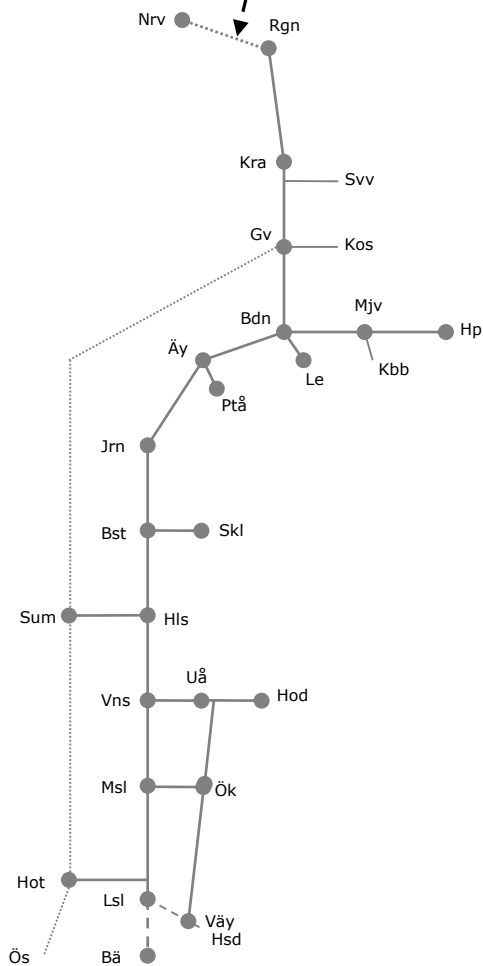 Nrv
Rgn
Kra
Svv
Gv
Kos
Bdn
Mjv
Hp
Äy
Le
Kbb
Ptå
Jrn
Bst
Skl
Sum
Hls
Uå
Vns
Hod
Msl
Ök
Hot
Lsl
Väy
Hsd
Ös
Bä